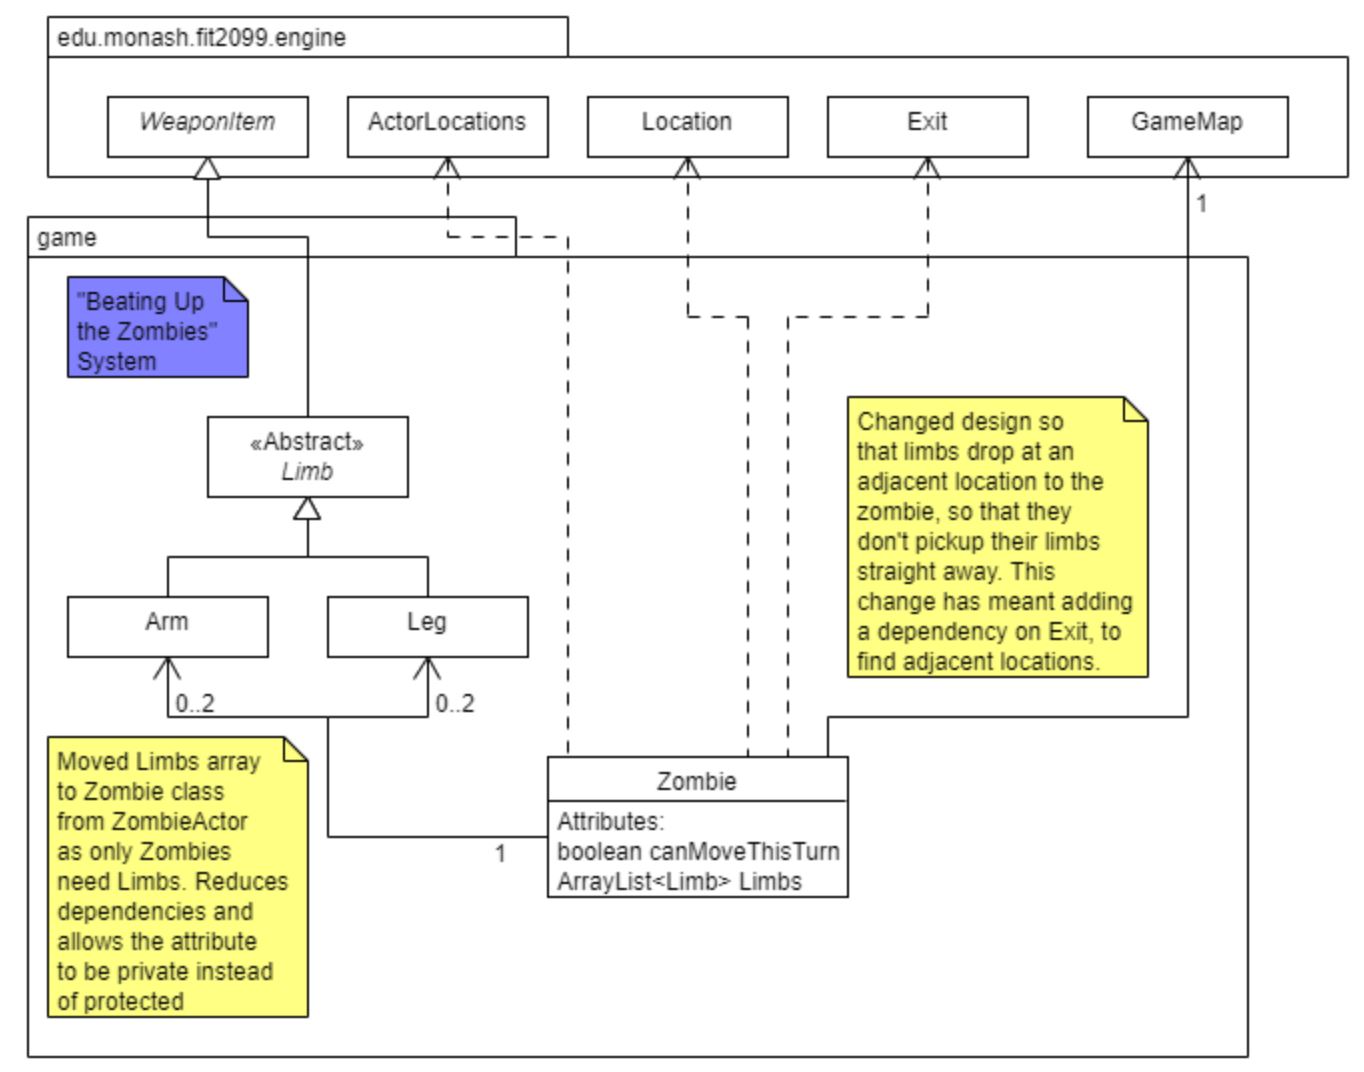 edu.monash.fit2099.engine
WeaponItem
ActorLocations
Location
Exit
GameMap
1
game
"Beating Up
the Zombies"
System
«Abstract»
Limb
Changed design so
that limbs drop at an
adjacent location to the
zombie, so that they
don't pickup their limbs
straight away. This
change has meant adding
a dependency on Exit, to
find adjacent locations.
Arm
Leg
0..2
0..2
Moved Limbs array
to Zombie class
from ZombieActor
as only Zombies
need Limbs. Reduces
dependencies and
allows the attribute
to be private instead
of protected
1
Zombie
Attributes:
boolean canMoveThisTurn
ArrayList<Limb> Limbs